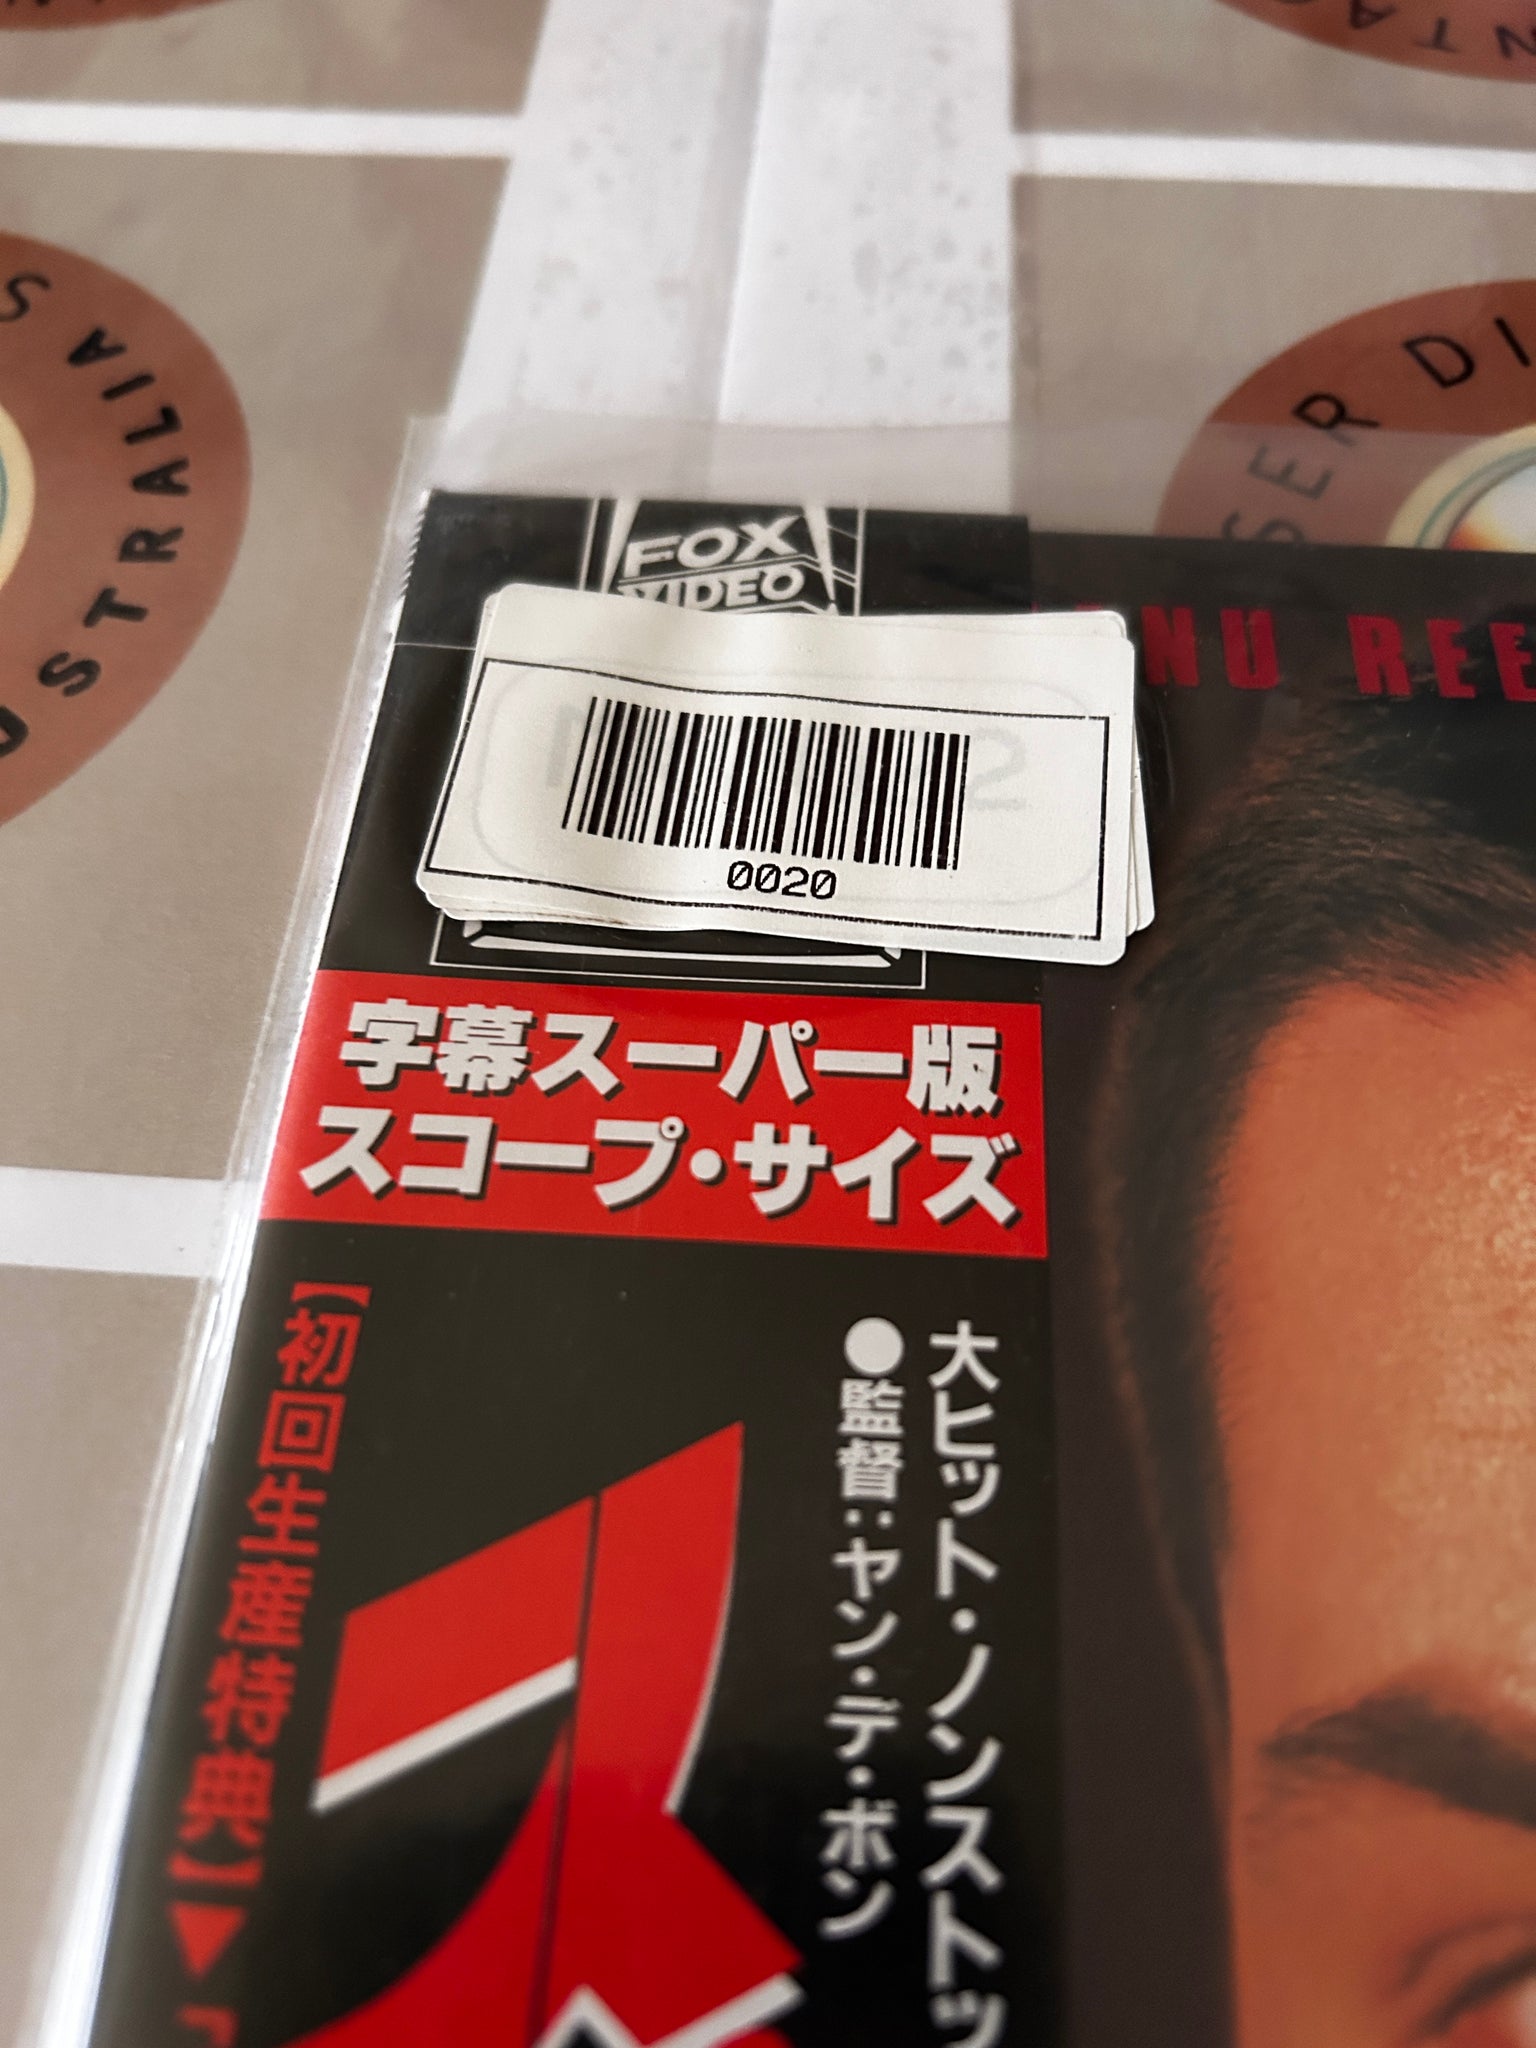 FOX
VIDEO
NU REE
0020
字幕スーパー版
スコープ・サイズ
大ヒット・ノンストッ
●監督:ヤン・デ・ボン
【初回生産特典】▼
AUSTRALIA
SER DI